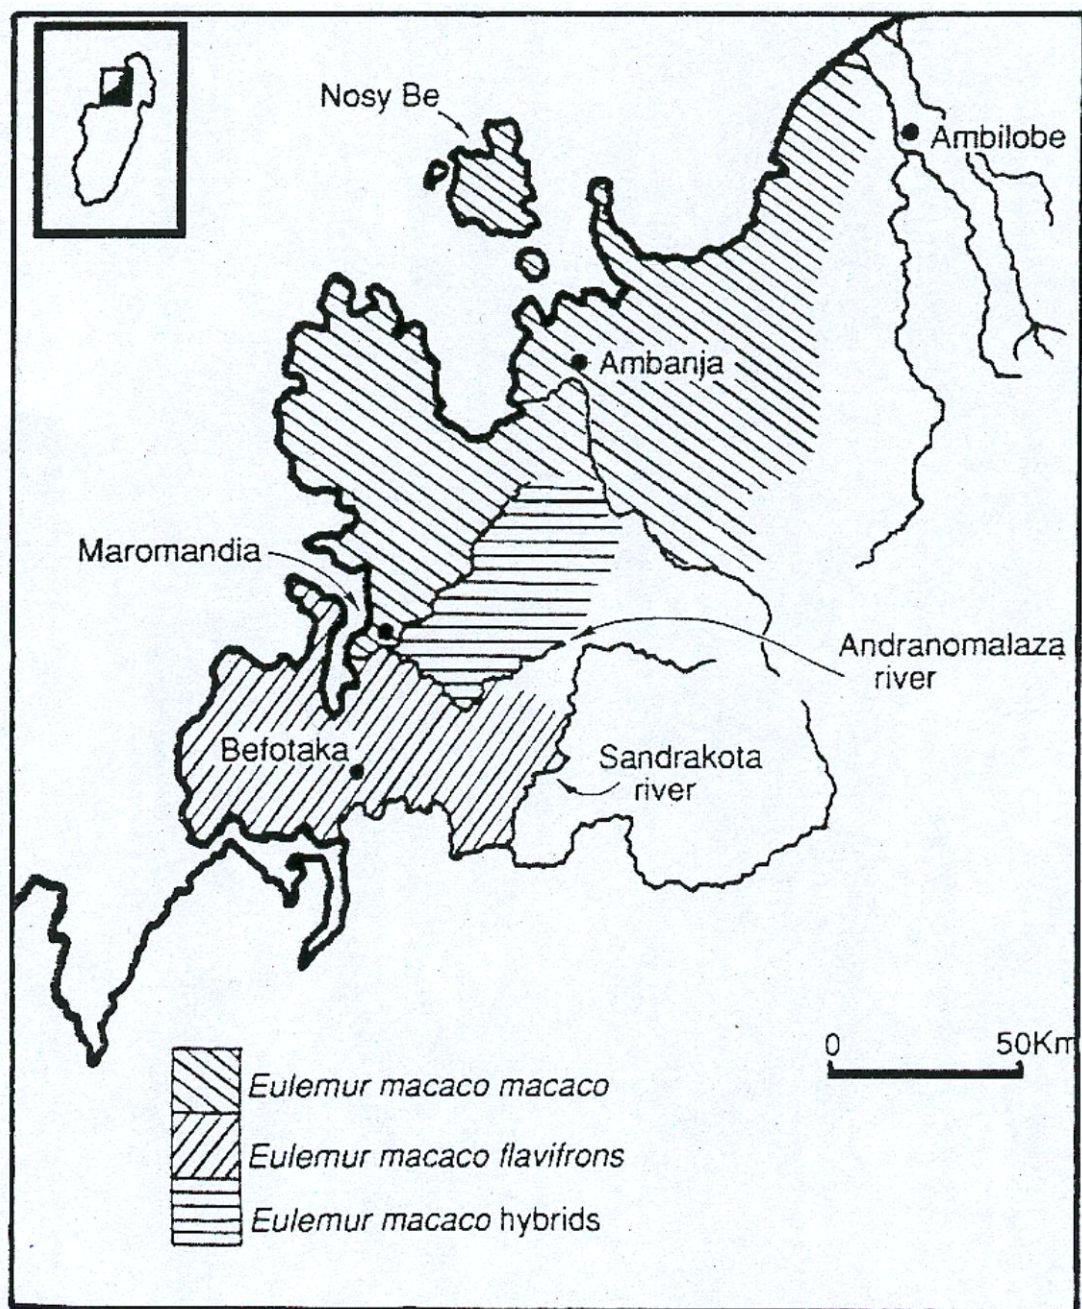 Nosy Be
Ambilobe
Ambanja
Maromandia
Andranomalaza
river
Befotaka
Sandrakota
river
0 50Km
Eulemur macaco macaco
Eulemur macaco flavifrons
Eulemur macaco hybrids